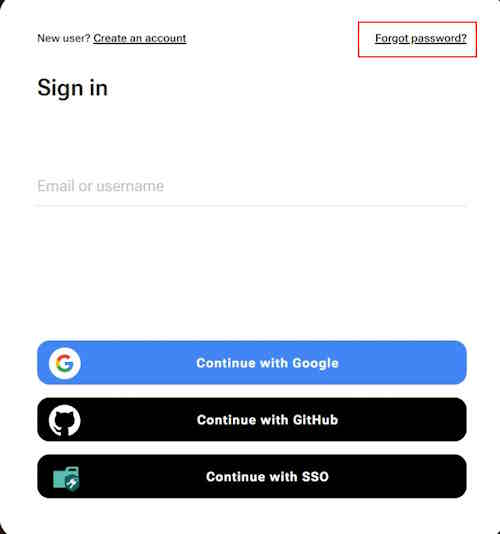 New user? Create an account
Forgot password?
Sign in
Email or username
Continue with Google
Continue with GitHub
Continue with SSO